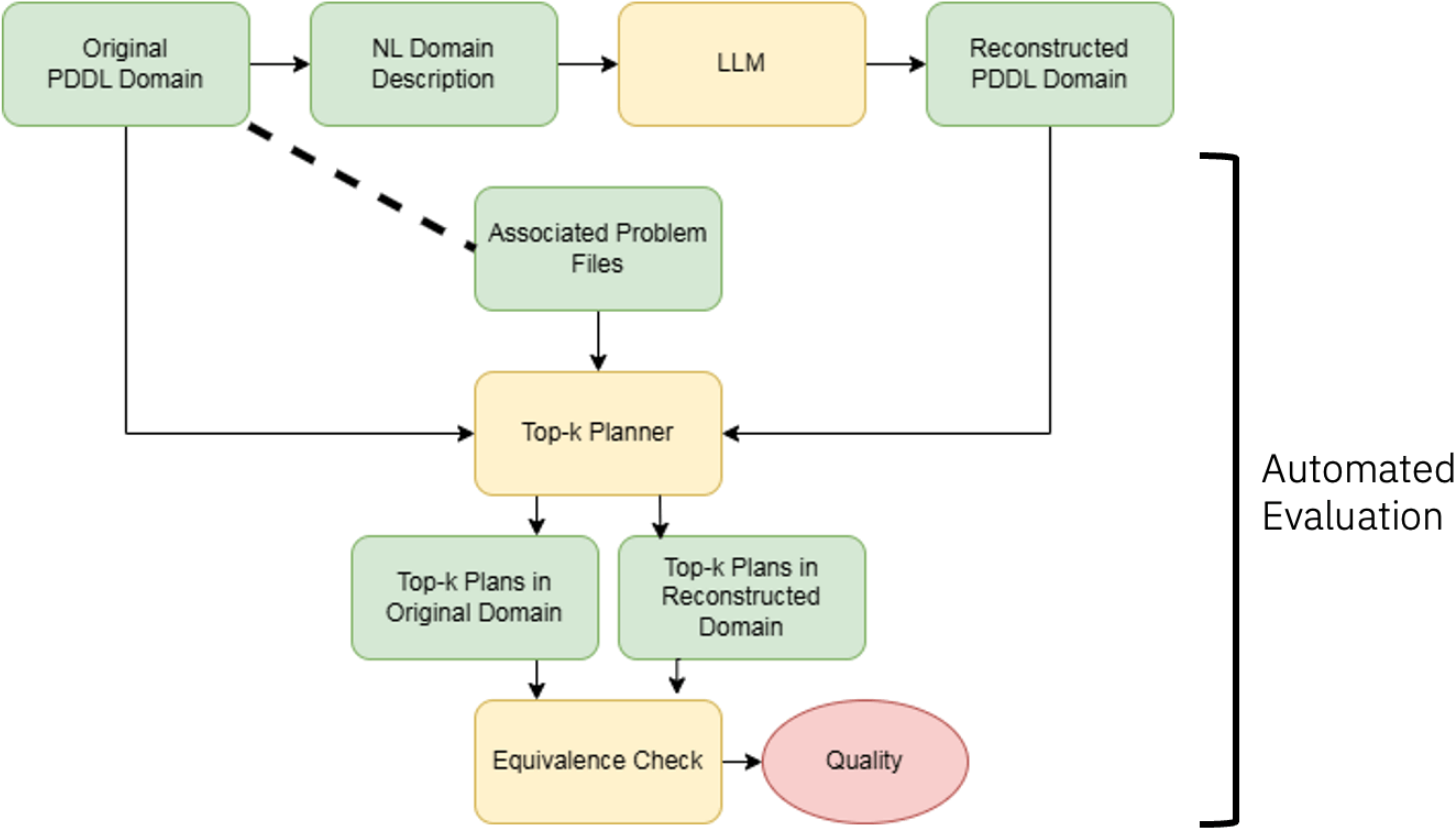 Original
PDDL Domain
NL Domain
Description
LLM
Reconstructed
PDDL Domain
Associated Problem
Files
Top-k Planner
Automated
Evaluation
Top-k Plans in
Original Domain
Top-k Plans in
Reconstructed
Domain
Equivalence Check
Quality